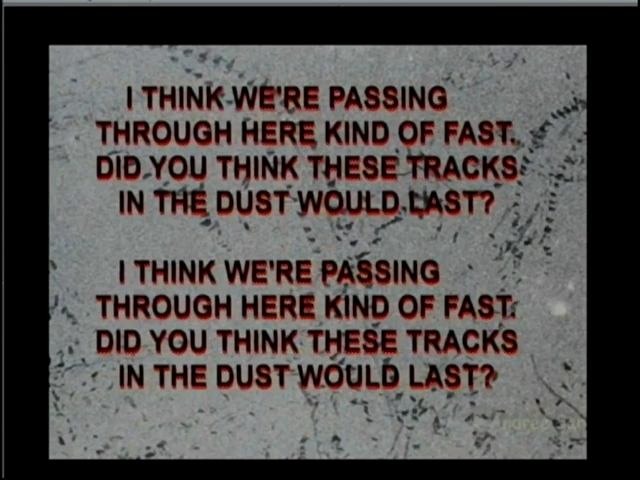 I THINK WE'RE PASSING
THROUGH HERE KIND OF FAST.
DID YOU THINK THESE TRACKS
IN THE DUST WOULD LAST?
I THINK WE'RE PASSING
THROUGH HERE KIND OF FAST.
DID YOU THINK THESE TRACKS
IN THE DUST WOULD LAST?